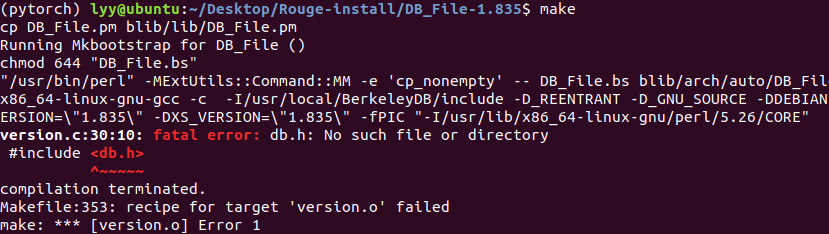 (pytorch) lyy@ubuntu:~/Desktop/Rouge-install/DB_File-1.835$ make
cp DB_File.pm blib/lib/DB_File.pm
Running Mkbootstrap for DB_File ()
chmod 644 "DB_File.bs"
"/usr/bin/perl" -MExtUtils::Command::MM -e 'cp_nonempty' -- DB_File.bs blib/arch/auto/DB_Fil
x86_64-linux-gnu-gcc -c  -I/usr/local/BerkeleyDB/include -D_REENTRANT -D_GNU_SOURCE -DDEBIAN
ERSION=\"1.835\" -DXS_VERSION=\"1.835\" -fPIC "-I/usr/lib/x86_64-linux-gnu/perl/5.26/CORE"
version.c:30:10: fatal error: db.h: No such file or directory
 #include <db.h>
          ^~~~~~
compilation terminated.
Makefile:353: recipe for target 'version.o' failed
make: *** [version.o] Error 1